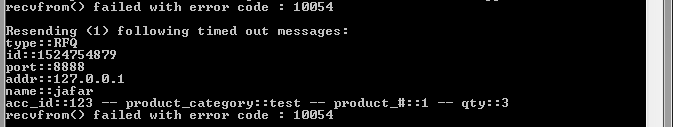 recvfrom() failed with error code : 10054
Resending (1) following timed out messages:
type::RFQ
id::1524754879
port::8888
addr::127.0.0.1
name::jafar
acc_id::123 -- product_category::test -- product_#::1 -- qty::3
recvfrom() failed with error code : 10054